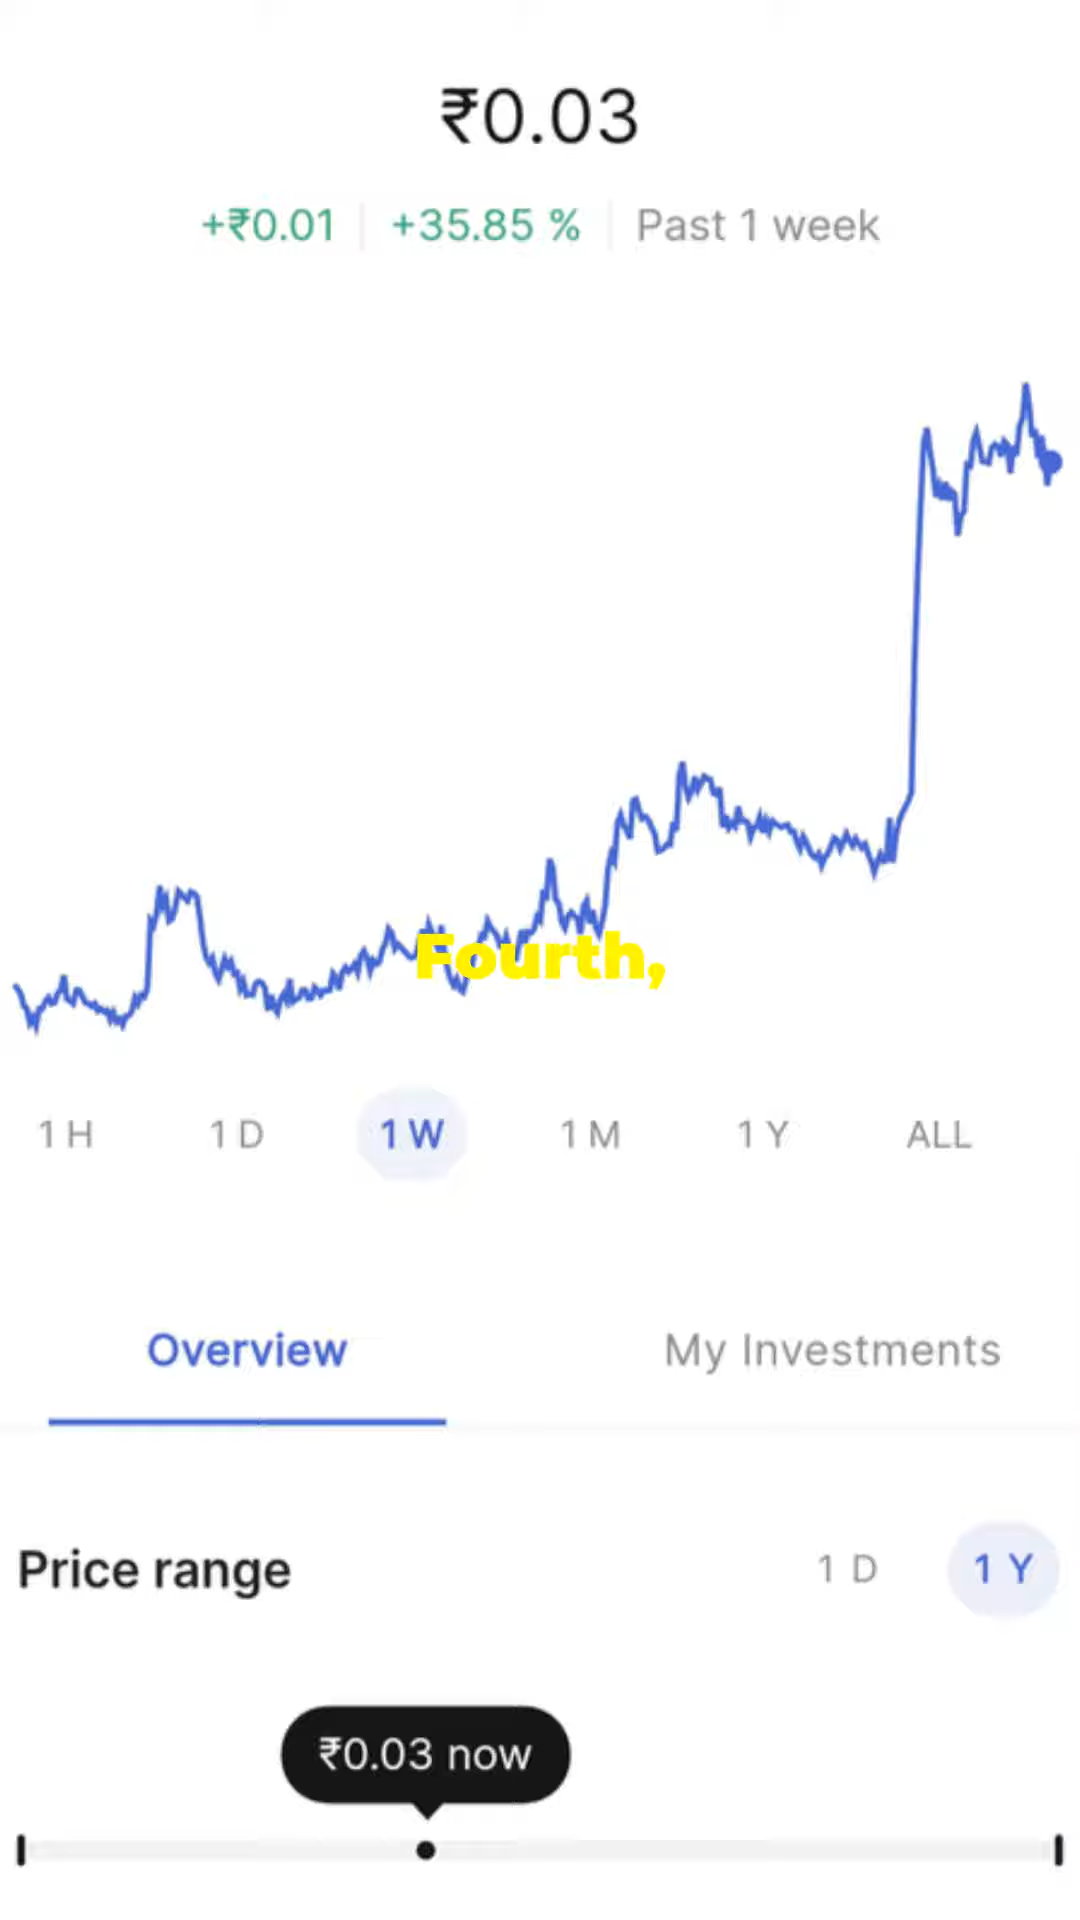 ₹0.03
+₹0.01 +35.85 % Past 1 week
Fourth,
1 H 1 D 1 W 1 M 1 Y ALL
Overview My Investments
Price range 1 D 1 Y
₹0.03 now